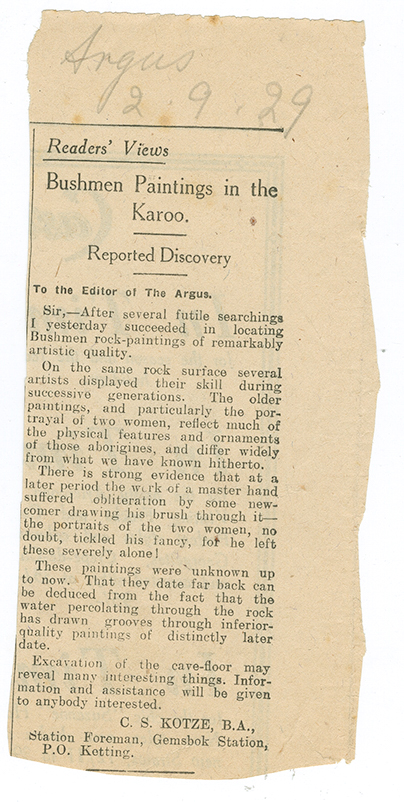 Argus
2.9.29
Readers' Views
Bushmen Paintings in the
Karoo.
Reported Discovery
To the Editor of The Argus.
Sir,—After several futile searchings
I yesterday succeeded in locating
Bushmen rock-paintings of remarkably
artistic quality.
On the same rock surface several
artists displayed their skill during
successive generations. The older
paintings, and particularly the por-
trayal of two women, reflect much of
the physical features and ornaments
of those aborigines, and differ widely
from what we have known hitherto.
There is strong evidence that at a
later period the work of a master hand
suffered obliteration by some new-
comer drawing his brush through it—
the portraits of the two women, no
doubt, tickled his fancy, for he left
these severely alone!
These paintings were unknown up
to now. That they date far back can
be deduced from the fact that the
water percolating through the rock
has drawn grooves through inferior-
quality paintings of distinctly later
date.
Excavation of the cave-floor may
reveal many interesting things. Infor-
mation and assistance will be given
to anybody interested.
C. S. KOTZE, B.A.,
Station Foreman, Gemsbok Station,
P.O. Ketting.